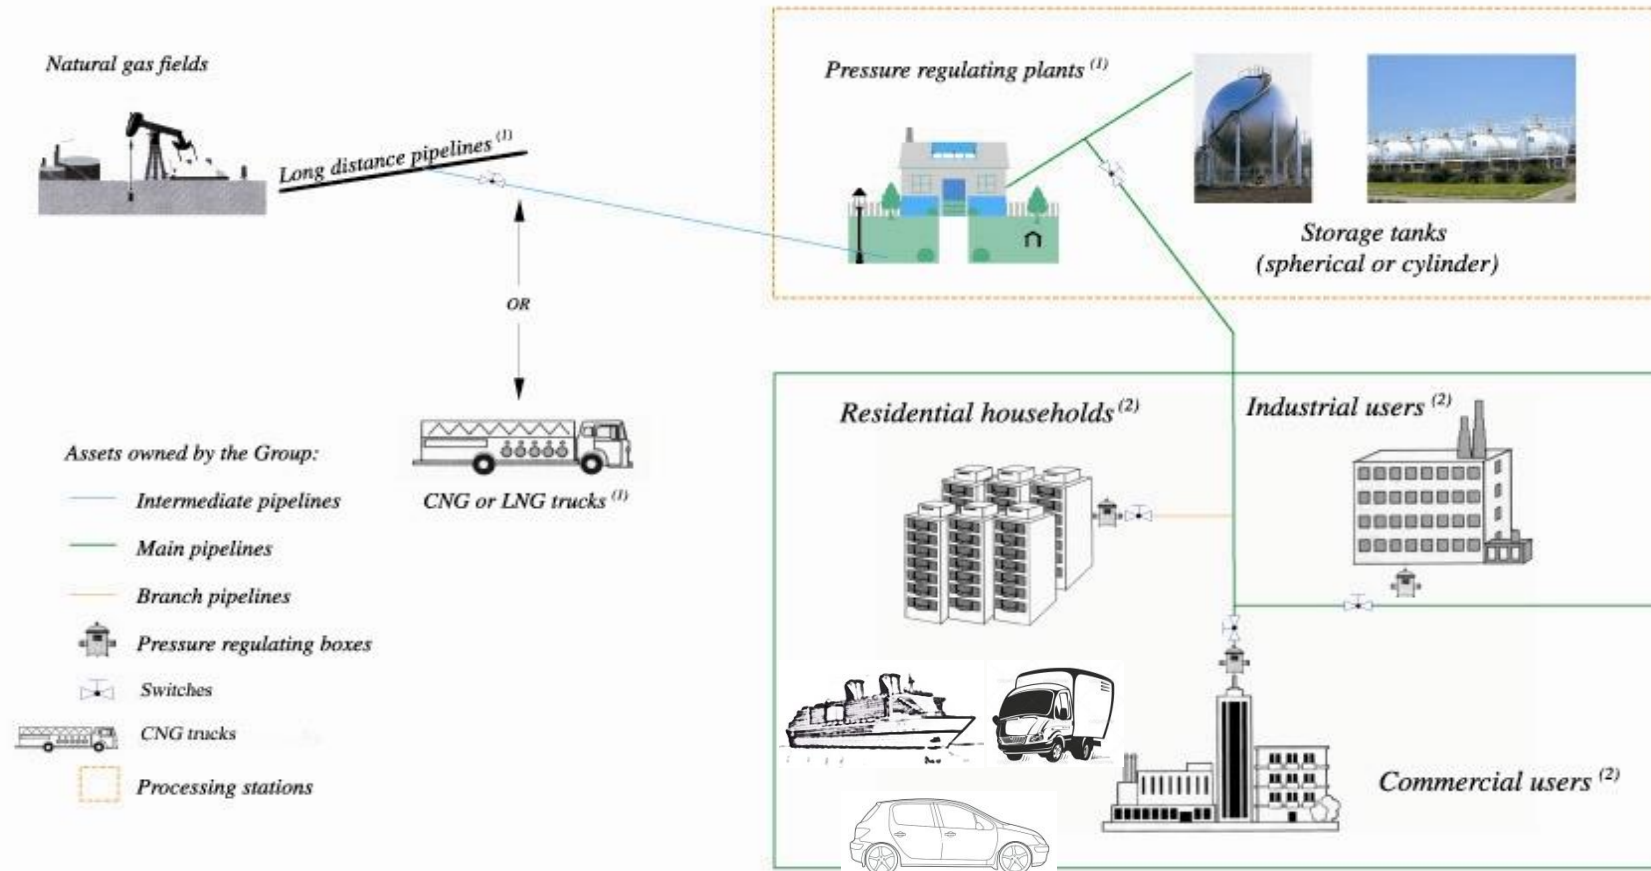 Natural gas fields
Long distance pipelines (1)
OR
CNG or LNG trucks (1)
Pressure regulating plants (1)
Storage tanks
(spherical or cylinder)
Residential households (2)
Industrial users (2)
Commercial users (2)
Assets owned by the Group:
Intermediate pipelines
Main pipelines
Branch pipelines
Pressure regulating boxes
Switches
CNG trucks
Processing stations